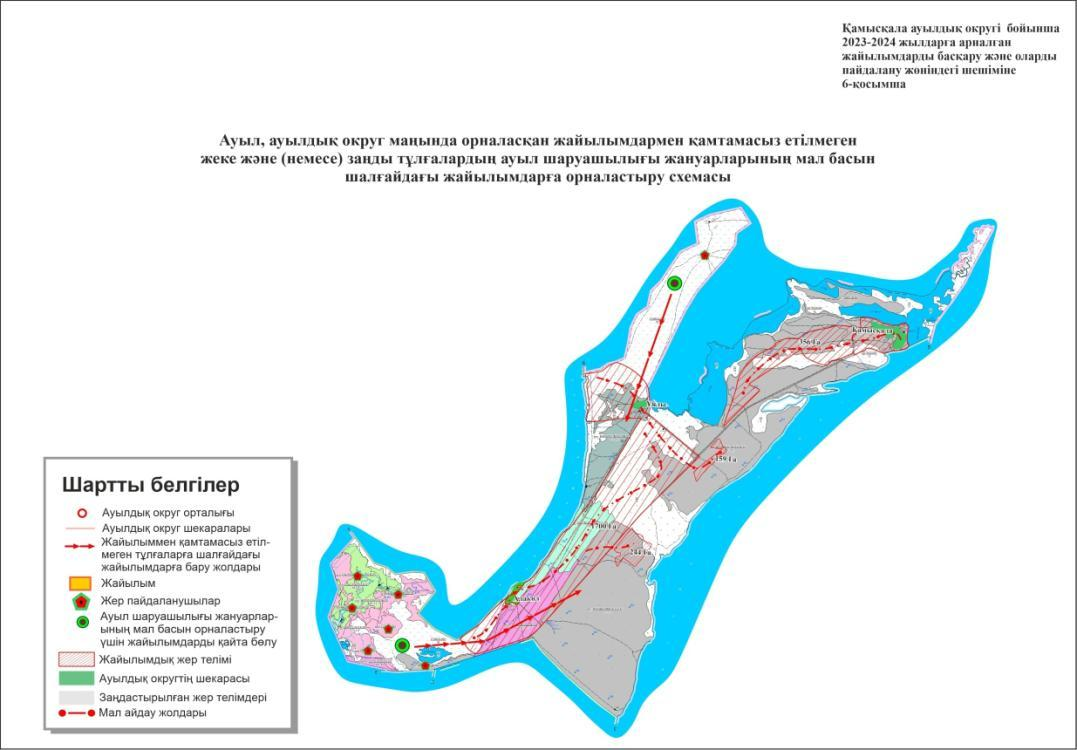 Қамысқала ауылдық округі бойынша
2023-2024 жылдарға арналған
жайылымдарды басқару және оларды
пайдалану жөніндегі шешіміне
6-қосымша
Ауыл, ауылдық округ маңында орналасқан жайылымдармен қамтамасыз етілмеген
жеке және (немесе) заңды тұлғалардың ауыл шаруашылығы жануарларының мал басын
шалғайдағы жайылымдарға орналастыру схемасы
Қамысқала
356 Га
159 Га
1700 Га
244 Га
Шартты белгілер
Ауылдық округ орталығы
Ауылдық округ шекаралары
Жайылыммен қамтамасыз етіл-
меген тұлғаларға шалғайдағы
жайылымдарға бару жолдары
Жайылым
Жер пайдаланушылар
Ауыл шаруашылығы жануарлар-
ының мал басын орналастыру
үшін жайылымдарды қайта бөлу
Жайылымдық жер телімі
Ауылдық округтің шекарасы
Заңдастырылған жер телімдері
Мал айдау жолдары